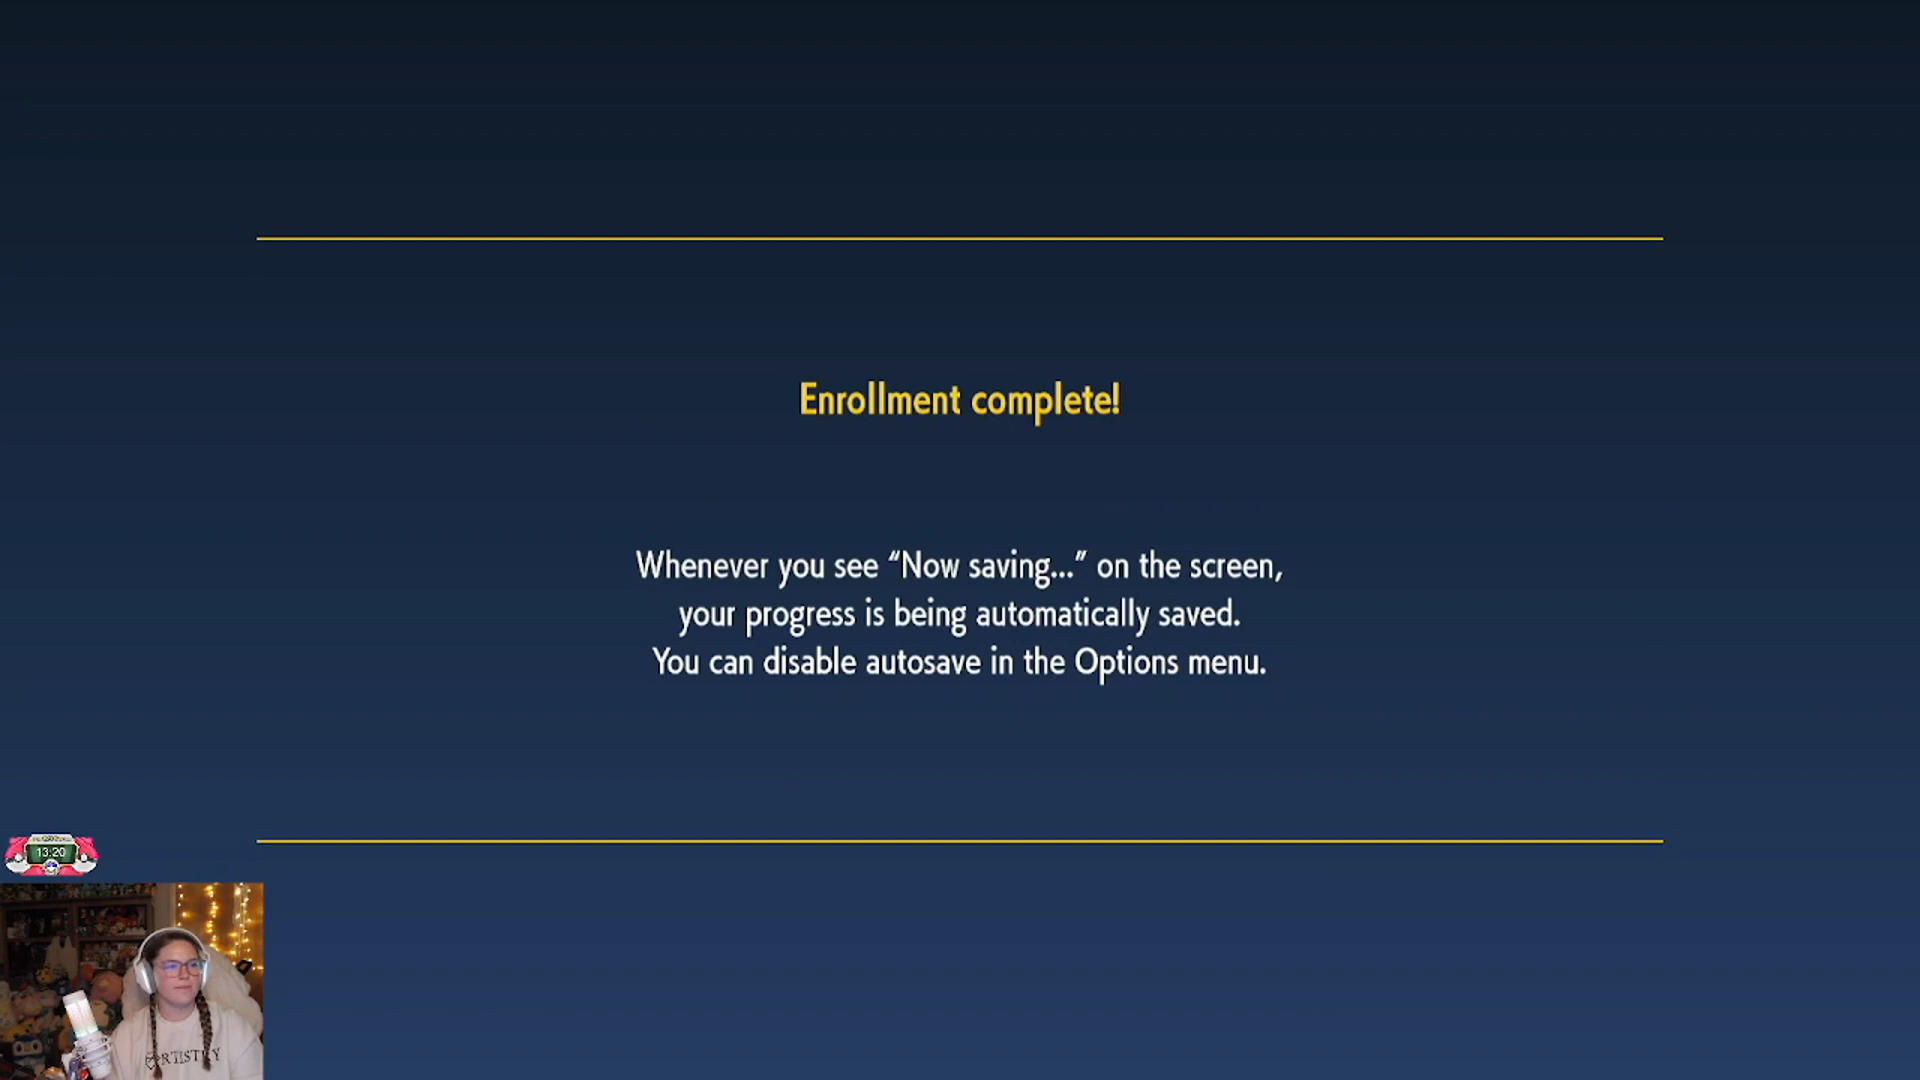 Enrollment complete!
Whenever you see “Now saving...” on the screen,
your progress is being automatically saved.
You can disable autosave in the Options menu.
13:20